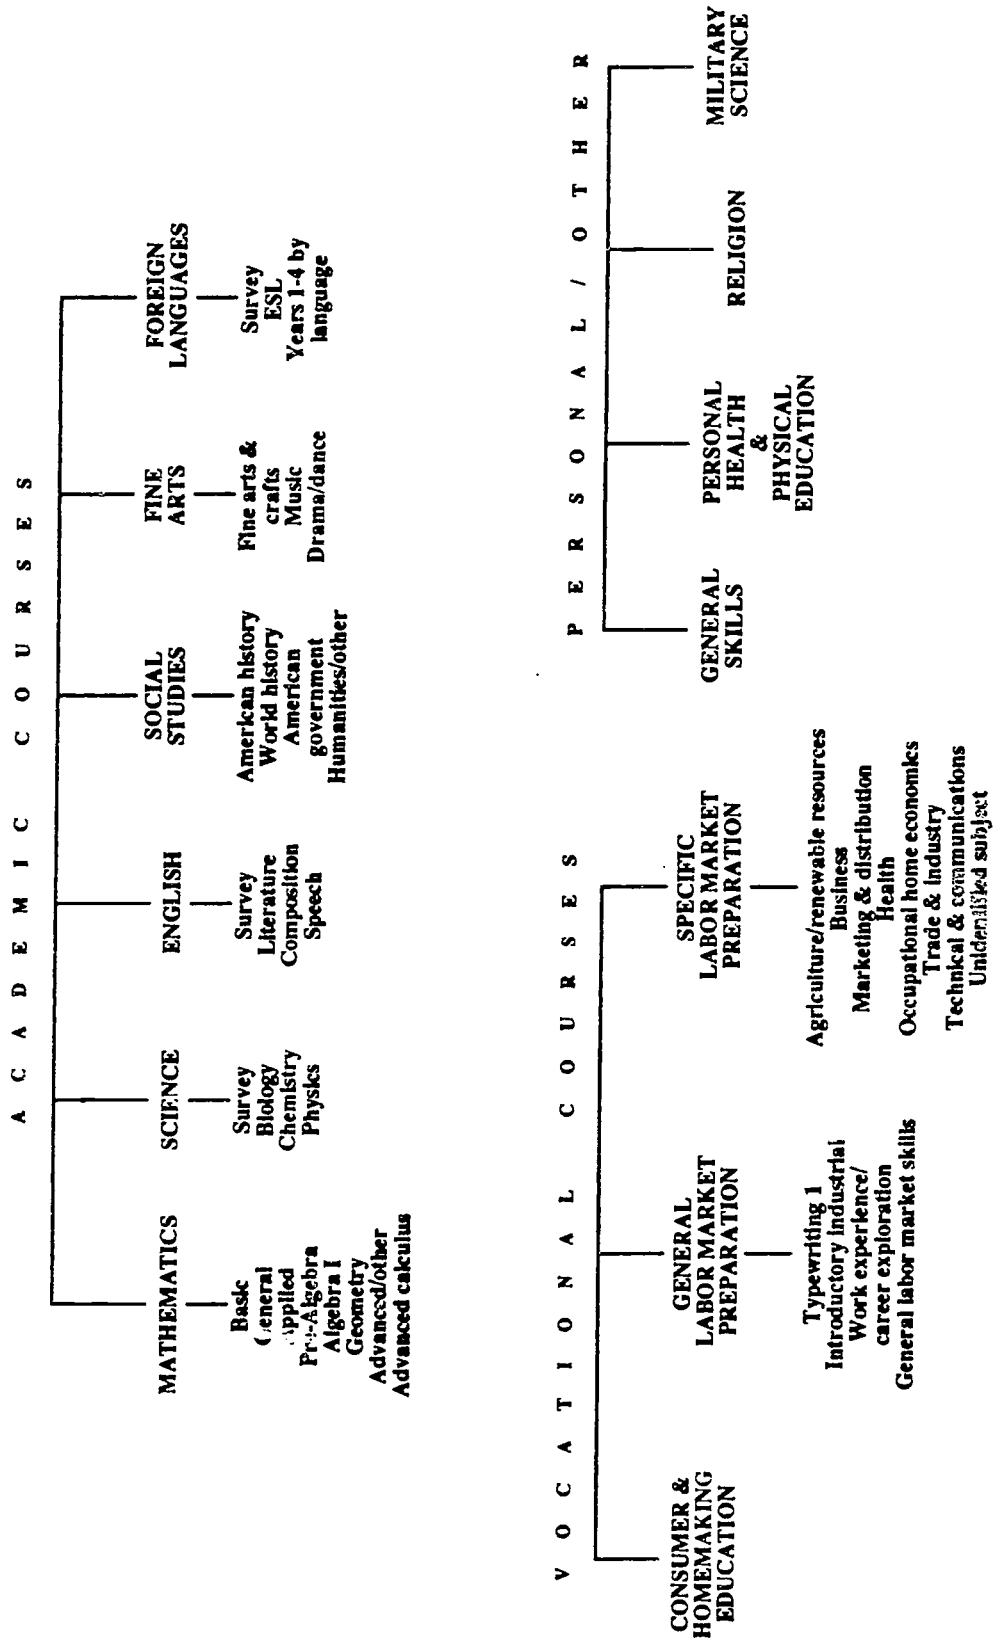 ACADEMIC COURSES
MATHEMATICS
Basic
General
Applied
Pre-Algebra
Algebra I
Geometry
Advanced/other
Advanced calculus
SCIENCE
Survey
Biology
Chemistry
Physics
ENGLISH
Survey
Literature
Composition
Speech
SOCIAL
STUDIES
American history
World history
American
government
Humanities/other
FINE
ARTS
Fine arts &
crafts
Music
Drama/dance
FOREIGN
LANGUAGES
Survey
ESL
Years 1-4 by
language
VOCATIONAL COURSES
CONSUMER &
HOMEMAKING
EDUCATION
GENERAL
LABOR MARKET
PREPARATION
Typewriting 1
Introductory industrial
Work experience/
career exploration
General labor market skills
SPECIFIC
LABOR MARKET
PREPARATION
Agriculture/renewable resources
Business
Marketing & distribution
Health
Occupational home economics
Trade & industry
Technical & communications
Unidentified subject
PERSONAL/OTHER
GENERAL
SKILLS
PERSONAL
HEALTH
&
PHYSICAL
EDUCATION
RELIGION
MILITARY
SCIENCE